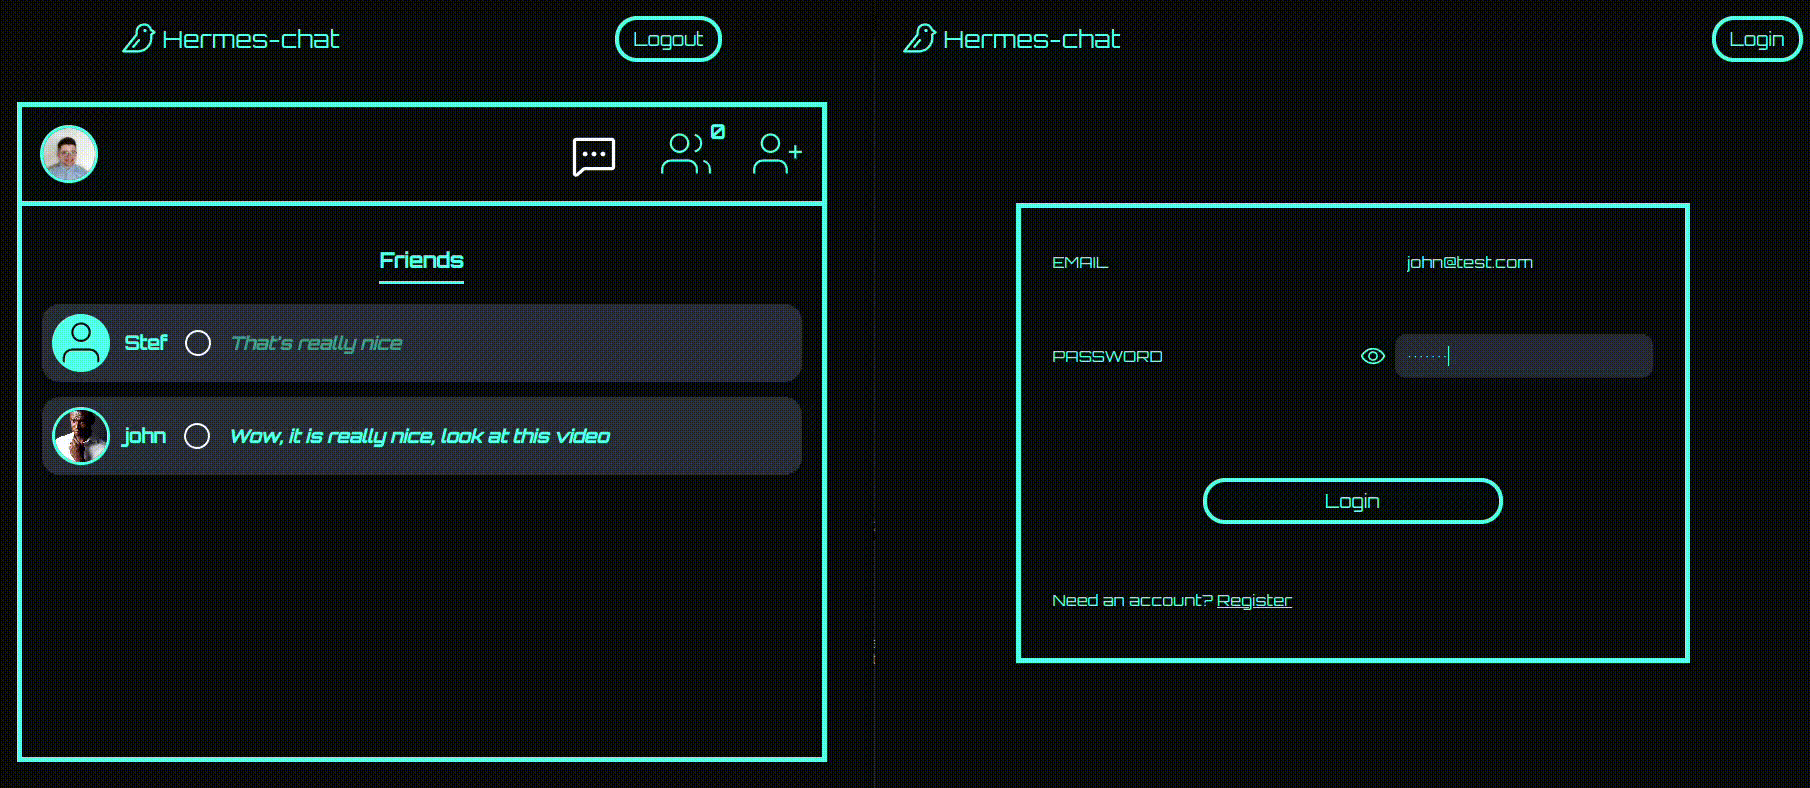 Hermes-chat
Logout
0
Friends
Stef That's really nice
john Wow, it is really nice, look at this video
Hermes-chat
Login
EMAIL john@test.com
PASSWORD ·······
Login
Need an account? Register